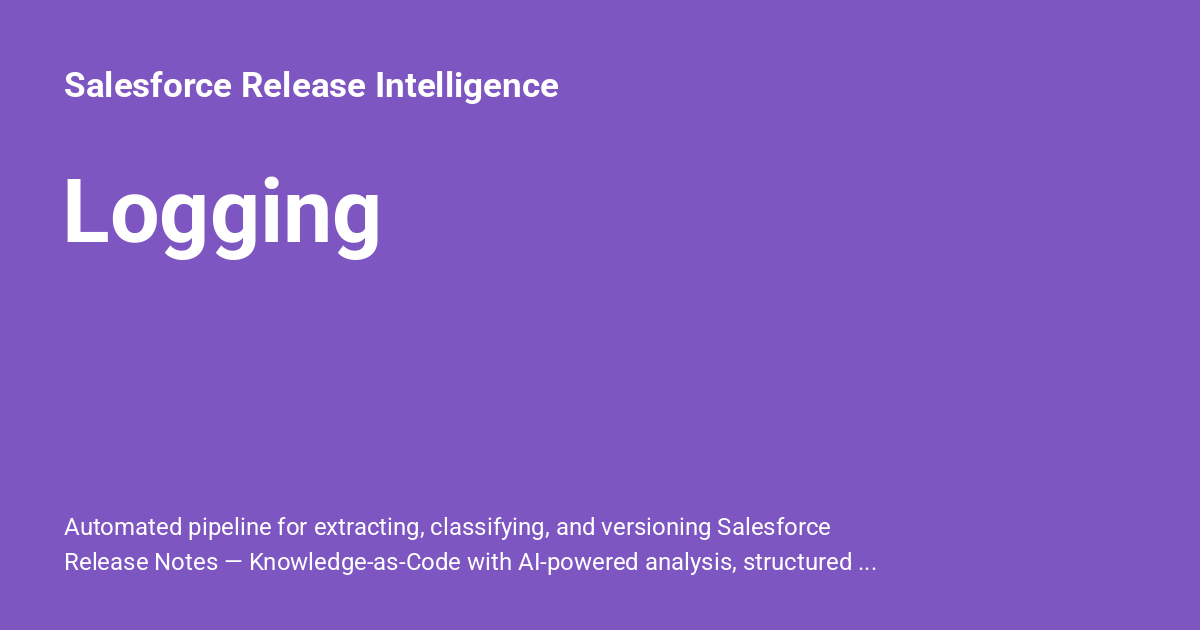 Salesforce Release Intelligence
Logging
Automated pipeline for extracting, classifying, and versioning Salesforce
Release Notes — Knowledge-as-Code with AI-powered analysis, structured ...